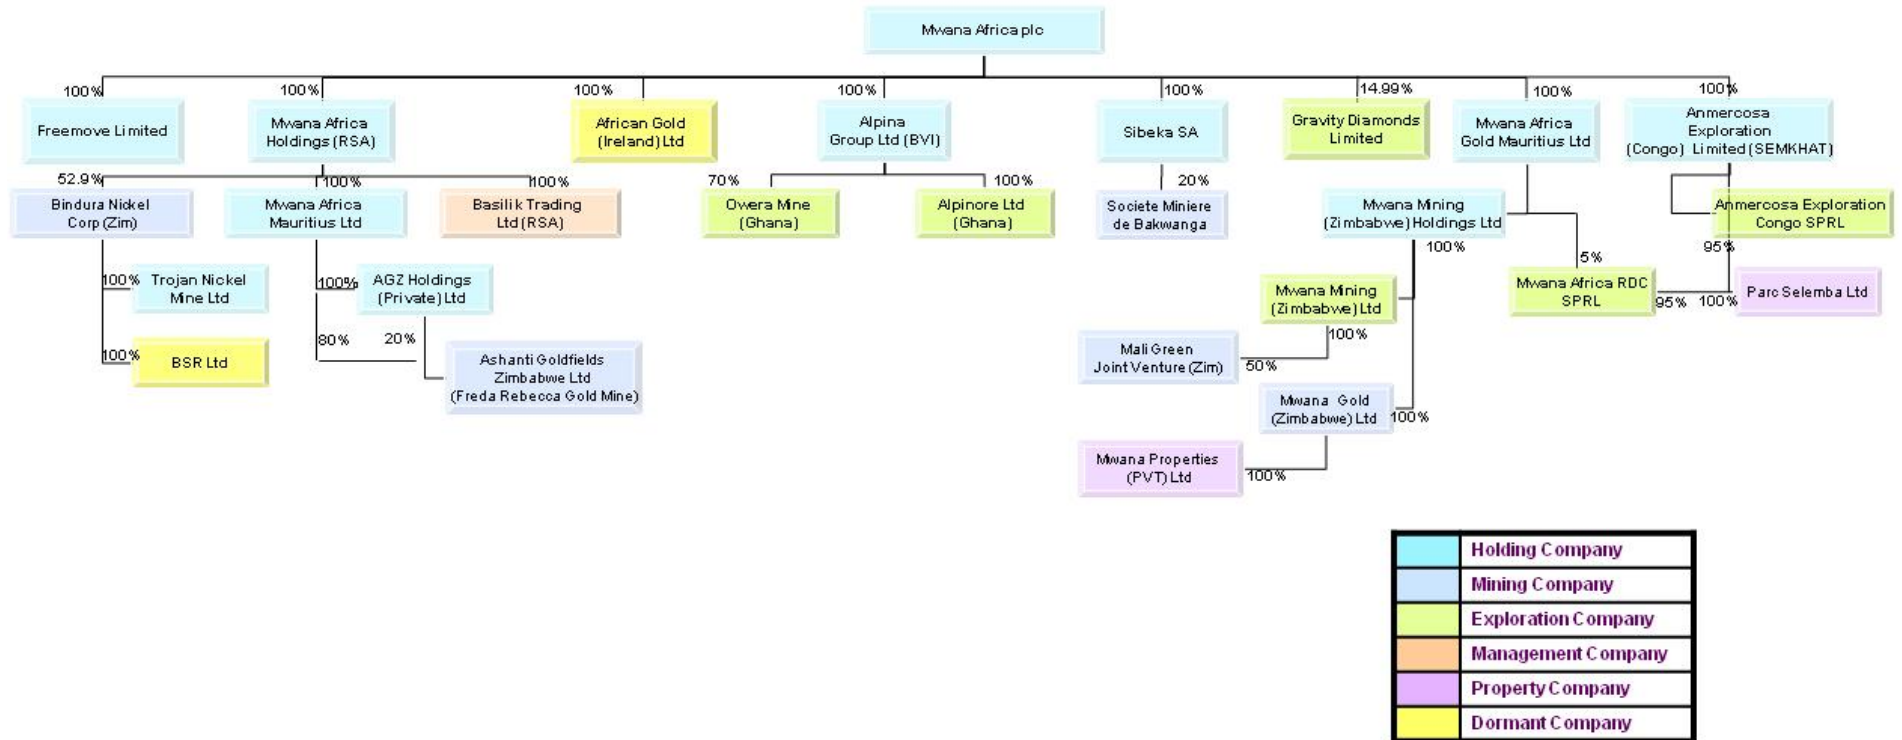 Mwana Africa plc
100%
100%
100%
100%
100%
14.99%
100%
100%
Freemove Limited
Mwana Africa
Holdings (RSA)
African Gold
(Ireland) Ltd
Alpina
Group Ltd (BVI)
Sibeka SA
Gravity Diamonds
Limited
Mwana Africa
Gold Mauritius Ltd
Anmercosa
Exploration
(Congo) Limited (SEMKHAT)
52.9%
100%
100%
70%
100%
20%
Bindura Nickel
Corp (Zim)
Mwana Africa
Mauritius Ltd
Basilik Trading
Ltd (RSA)
Owera Mine
(Ghana)
Alpinore Ltd
(Ghana)
Societe Miniere
de Bakwanga
Mwana Mining
(Zimbabwe) Holdings Ltd
Anmercosa Exploration
Congo SPRL
100%
95%
5%
100%
Trojan Nickel
Mine Ltd
100%
AGZ Holdings
(Private) Ltd
Mwana Mining
(Zimbabwe) Ltd
Mwana Africa RDC
SPRL
95%
100%
Parc Selemba Ltd
100%
80%
20%
100%
BSR Ltd
Ashanti Goldfields
Zimbabwe Ltd
(Freda Rebecca Gold Mine)
Mali Green
Joint Venture (Zim)
50%
Mwana Gold
(Zimbabwe) Ltd
100%
Mwana Properties
(PVT) Ltd
100%
Holding Company
Mining Company
Exploration Company
Management Company
Property Company
Dormant Company